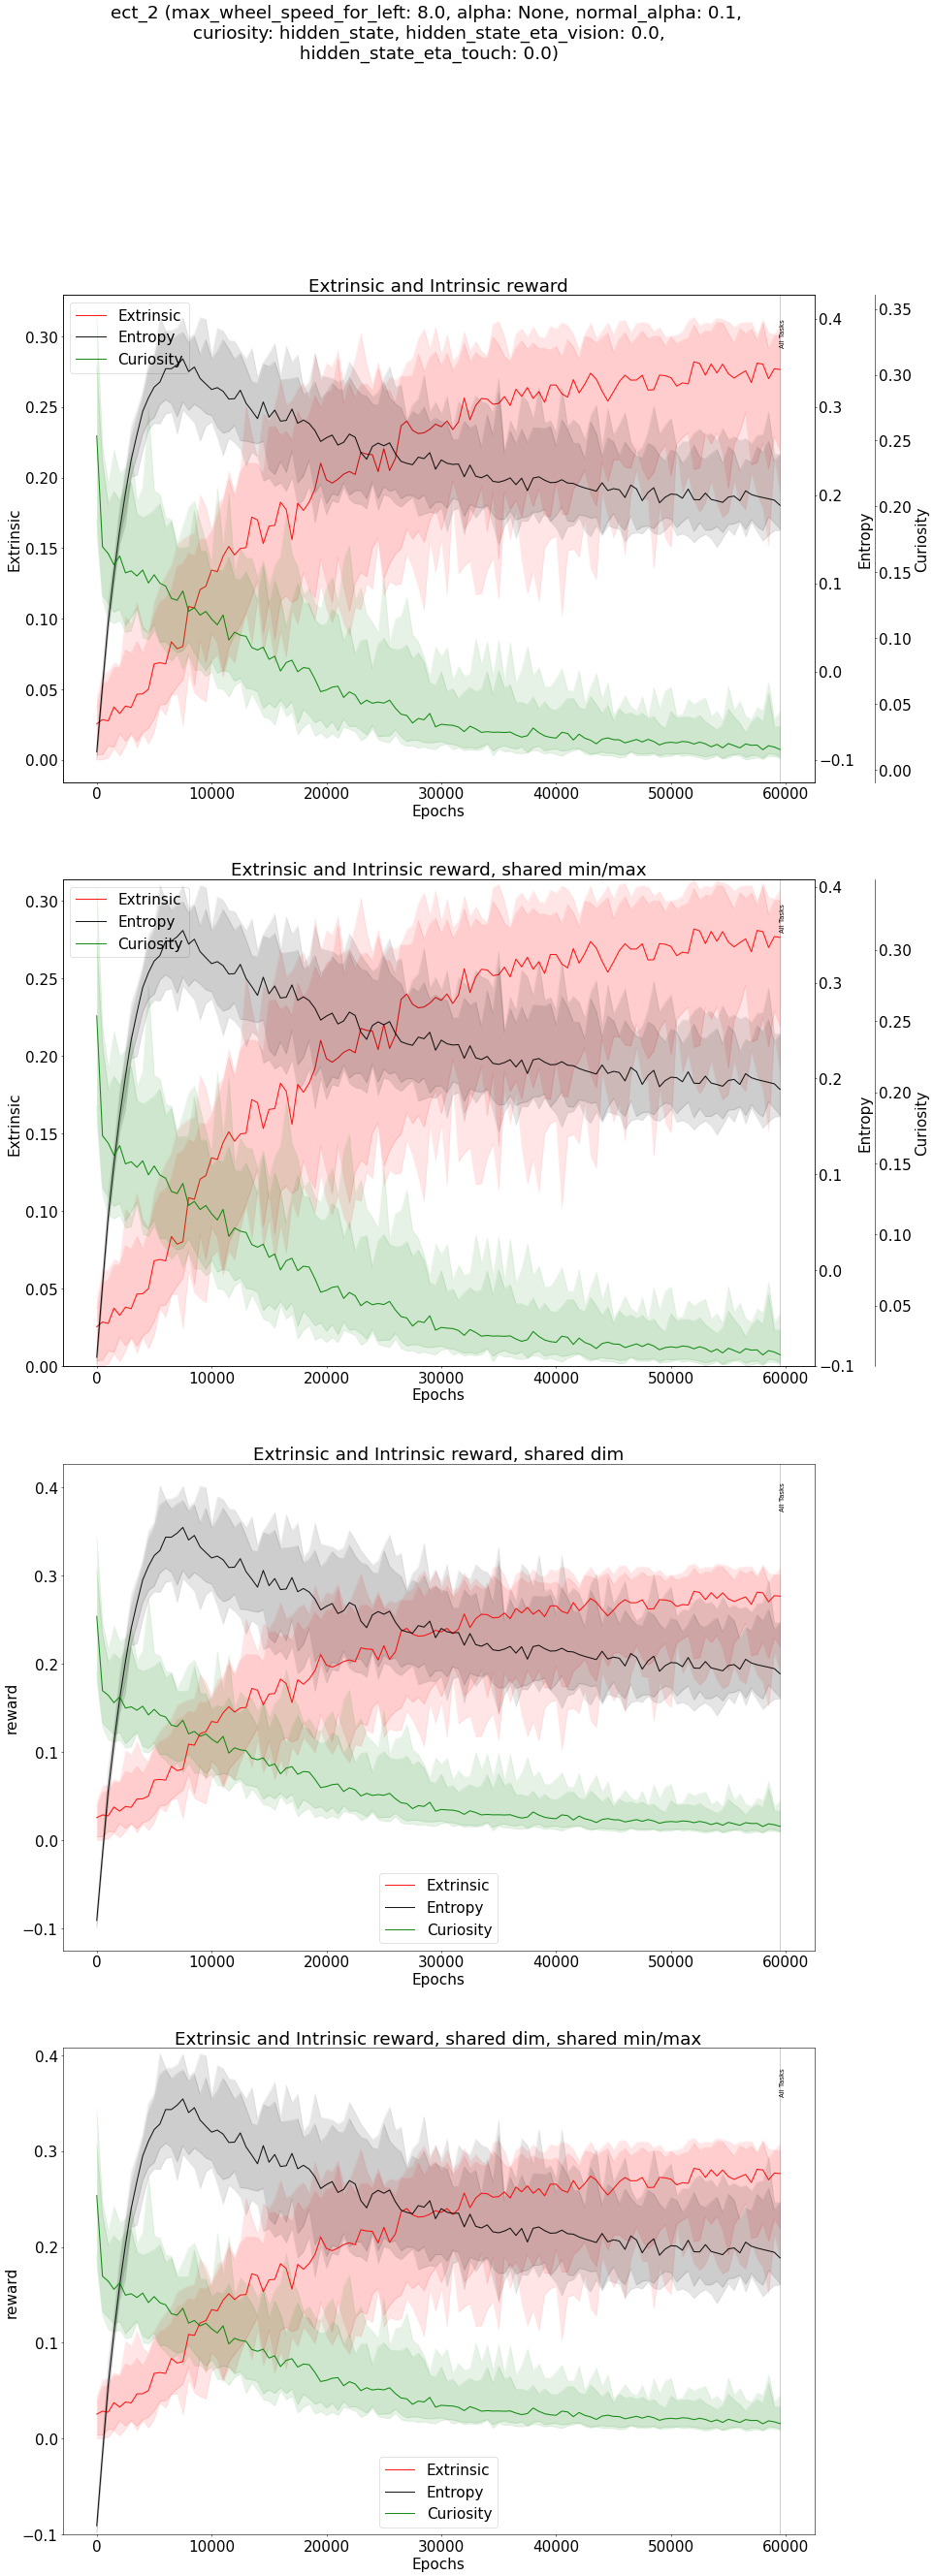 ect_2 (max_wheel_speed_for_left: 8.0, alpha: None, normal_alpha: 0.1,
curiosity: hidden_state, hidden_state_eta_vision: 0.0,
hidden_state_eta_touch: 0.0)
Extrinsic and Intrinsic reward
Extrinsic
Entropy
Curiosity
All Tasks
0.30
0.25
0.20
0.15
0.10
0.05
0.00
Extrinsic
0.4
0.3
0.2
0.1
0.0
−0.1
Entropy
0.35
0.30
0.25
0.20
0.15
0.10
0.05
0.00
Curiosity
0 10000 20000 30000 40000 50000 60000
Epochs
Extrinsic and Intrinsic reward, shared min/max
Extrinsic
Entropy
Curiosity
All Tasks
0.30
0.25
0.20
0.15
0.10
0.05
0.00
Extrinsic
0.4
0.3
0.2
0.1
0.0
−0.1
Entropy
0.30
0.25
0.20
0.15
0.10
0.05
Curiosity
0 10000 20000 30000 40000 50000 60000
Epochs
Extrinsic and Intrinsic reward, shared dim
All Tasks
0.4
0.3
0.2
0.1
0.0
−0.1
reward
Extrinsic
Entropy
Curiosity
0 10000 20000 30000 40000 50000 60000
Epochs
Extrinsic and Intrinsic reward, shared dim, shared min/max
All Tasks
0.4
0.3
0.2
0.1
0.0
−0.1
reward
Extrinsic
Entropy
Curiosity
0 10000 20000 30000 40000 50000 60000
Epochs